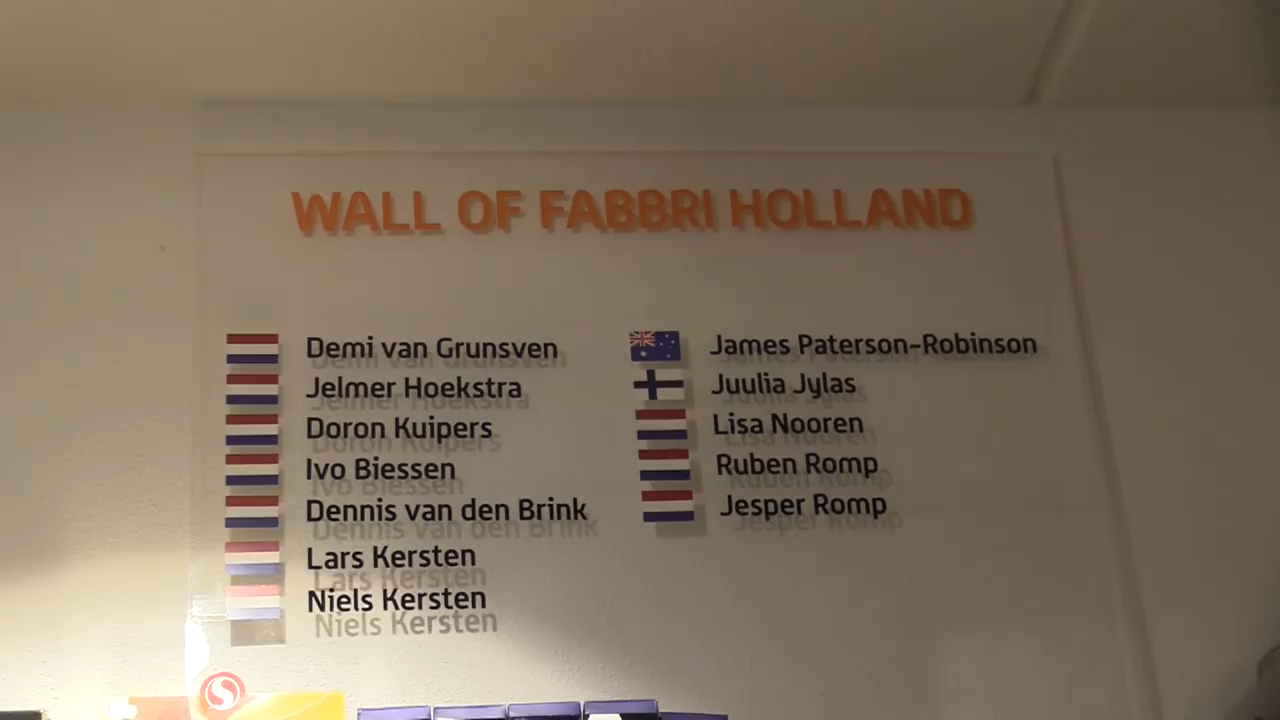 WALL OF FABBRI HOLLAND
Demi van Grunsven
Jelmer Hoekstra
Doron Kuipers
Ivo Biessen
Dennis van den Brink
Lars Kersten
Niels Kersten
James Paterson-Robinson
Juulia Jylas
Lisa Nooren
Ruben Romp
Jesper Romp
S